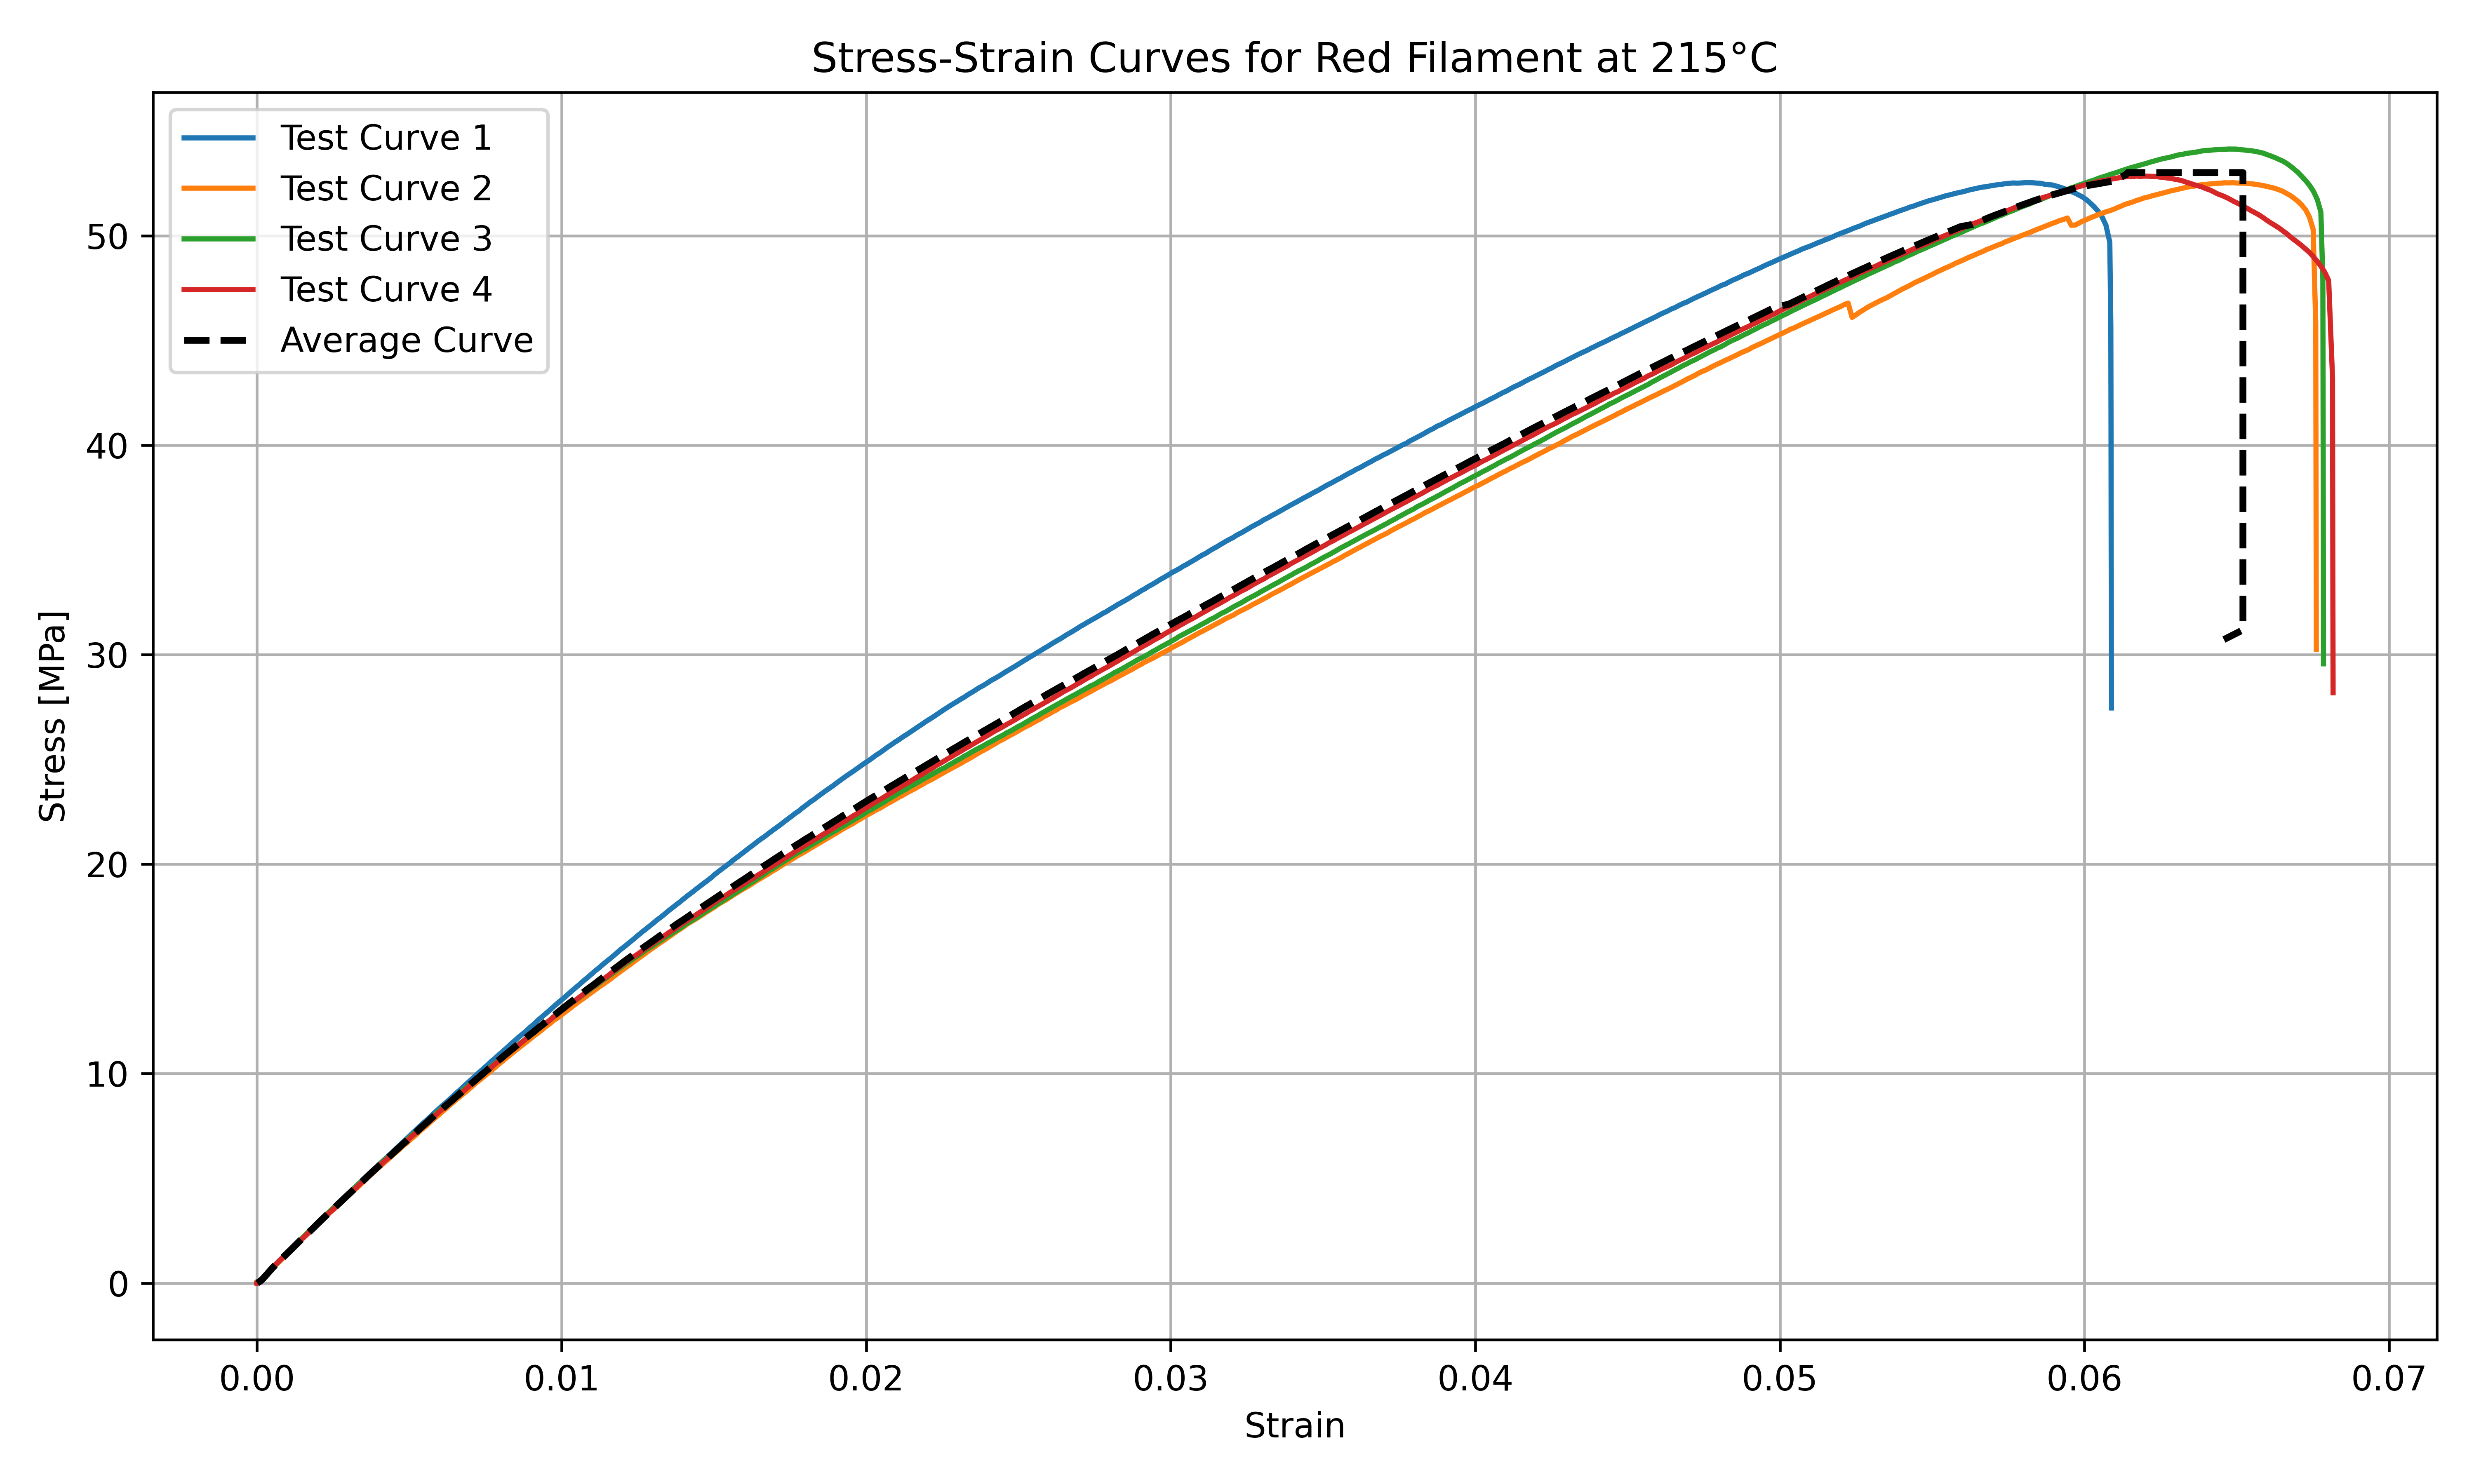 Stress-Strain Curves for Red Filament at 215°C
Test Curve 1
Test Curve 2
Test Curve 3
Test Curve 4
Average Curve
Stress [MPa]
50
40
30
20
10
0
0.00 0.01 0.02 0.03 0.04 0.05 0.06 0.07
Strain